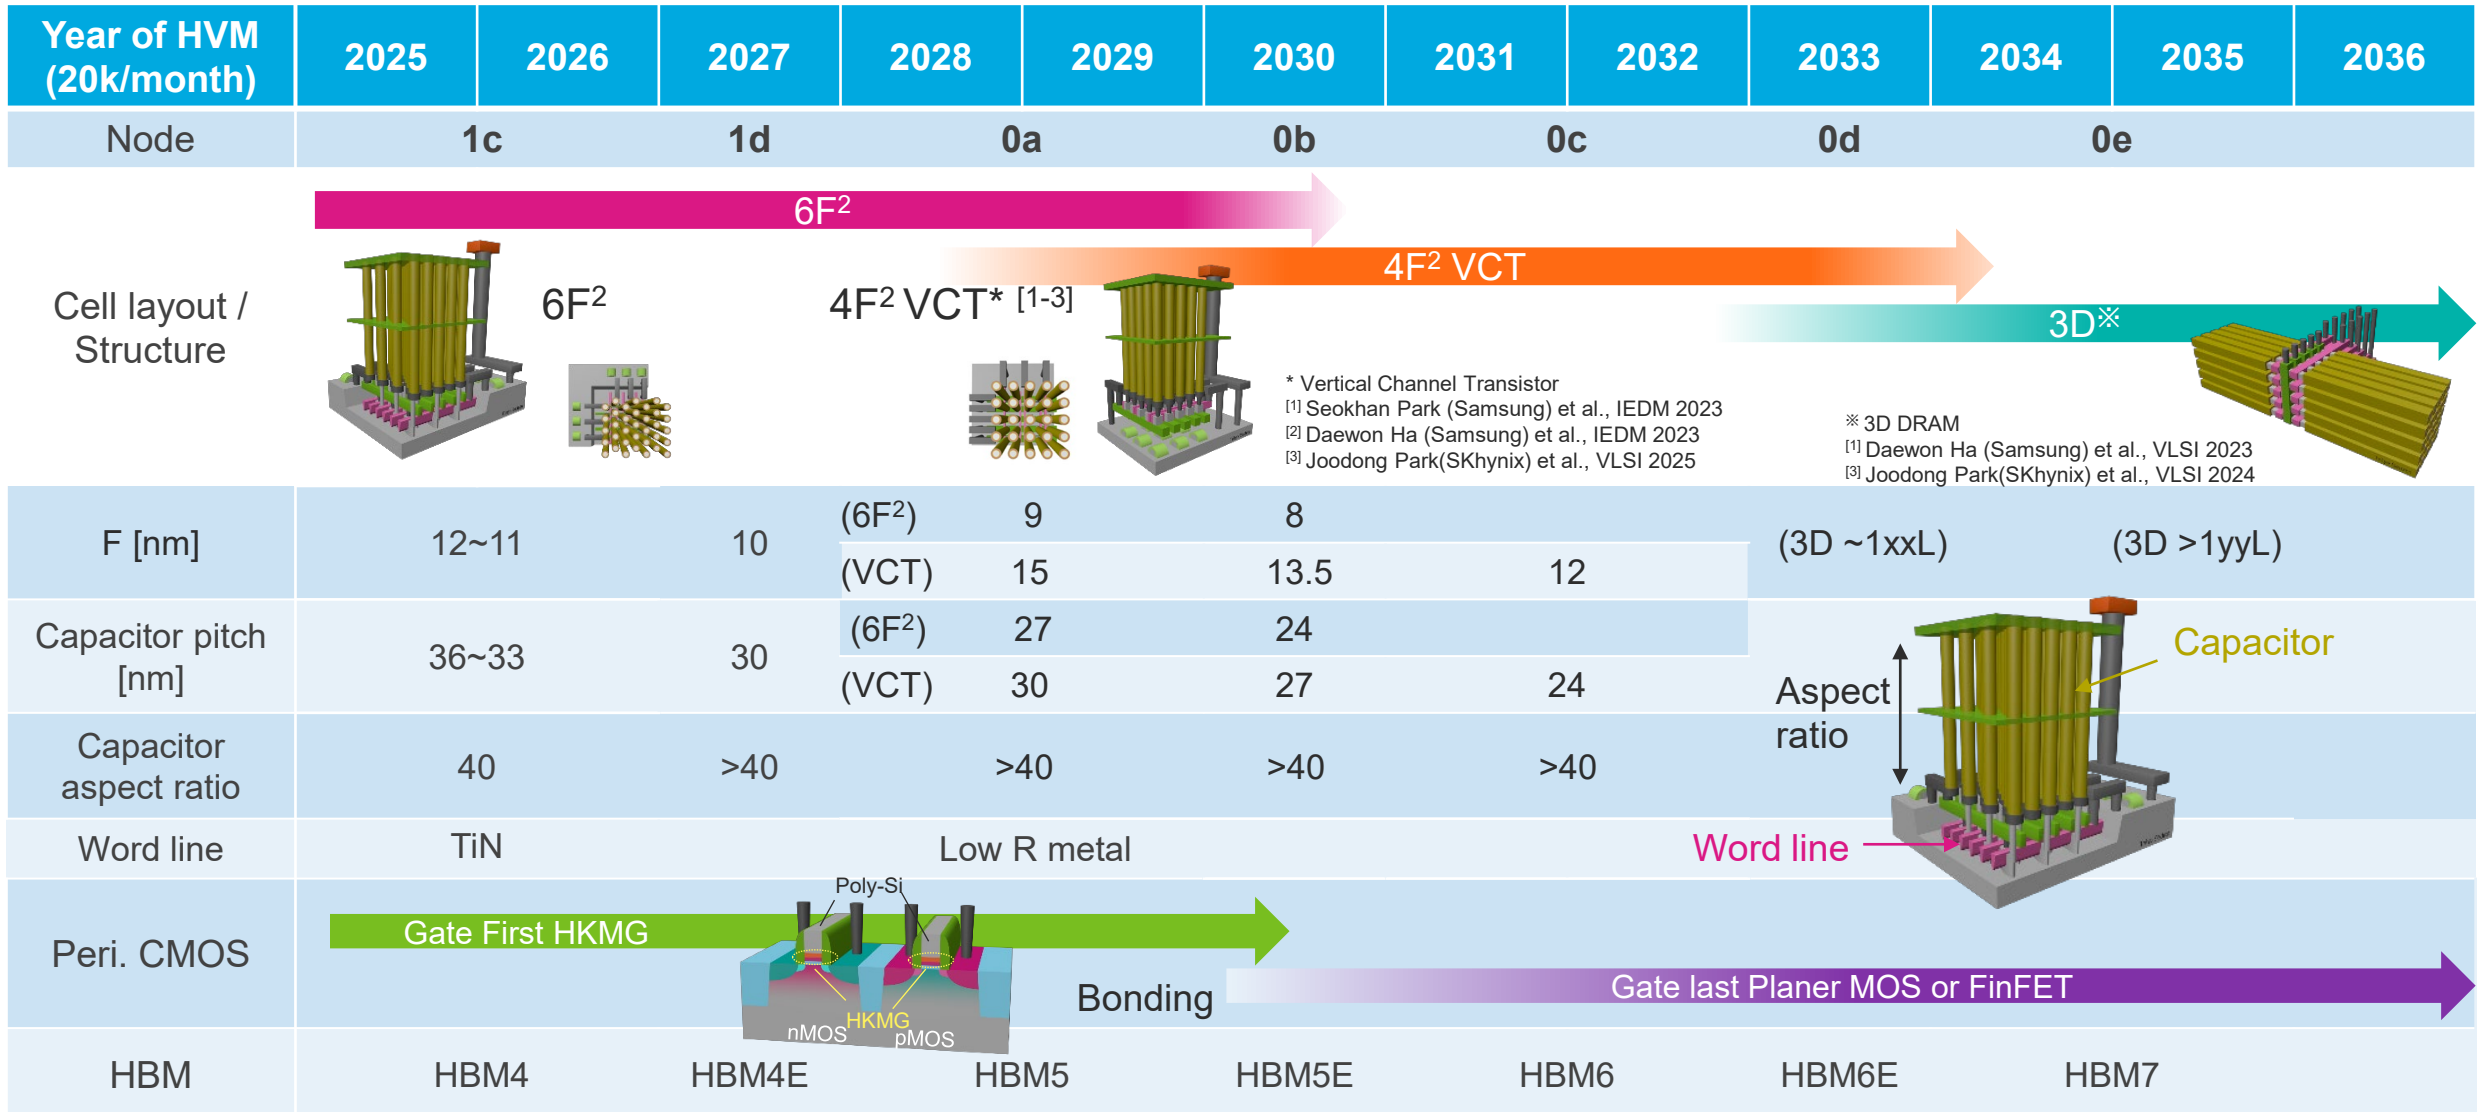 Year of HVM
(20k/month)
2025
2026
2027
2028
2029
2030
2031
2032
2033
2034
2035
2036
Node
1c
1d
0a
0b
0c
0d
0e
Cell layout /
Structure
6F²
4F² VCT
3D※
6F²
4F² VCT* [1-3]
* Vertical Channel Transistor
[1] Seokhan Park (Samsung) et al., IEDM 2023
[2] Daewon Ha (Samsung) et al., IEDM 2023
[3] Joodong Park(SKhynix) et al., VLSI 2025
※ 3D DRAM
[1] Daewon Ha (Samsung) et al., VLSI 2023
[3] Joodong Park(SKhynix) et al., VLSI 2024
F [nm]
12~11
10
(6F²)
9
8
(VCT)
15
13.5
12
(3D ~1xxL)
(3D >1yyL)
Capacitor pitch
[nm]
36~33
30
(6F²)
27
24
(VCT)
30
27
24
Capacitor
Aspect
ratio
Capacitor
aspect ratio
40
>40
>40
>40
>40
Word line
TiN
Low R metal
Word line
Peri. CMOS
Poly-Si
Gate First HKMG
HKMG
nMOS
pMOS
Bonding
Gate last Planer MOS or FinFET
HBM
HBM4
HBM4E
HBM5
HBM5E
HBM6
HBM6E
HBM7